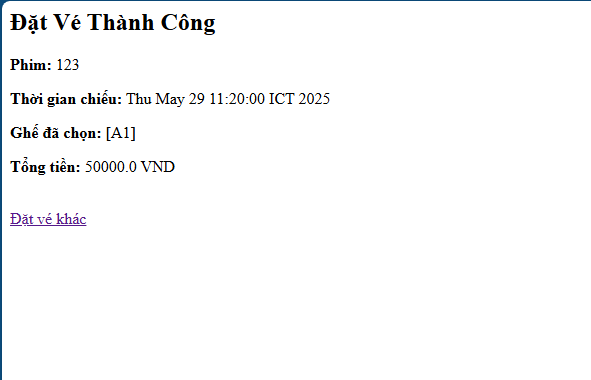 Đặt Vé Thành Công
Phim: 123
Thời gian chiếu: Thu May 29 11:20:00 ICT 2025
Ghế đã chọn: [A1]
Tổng tiền: 50000.0 VND
Đặt vé khác